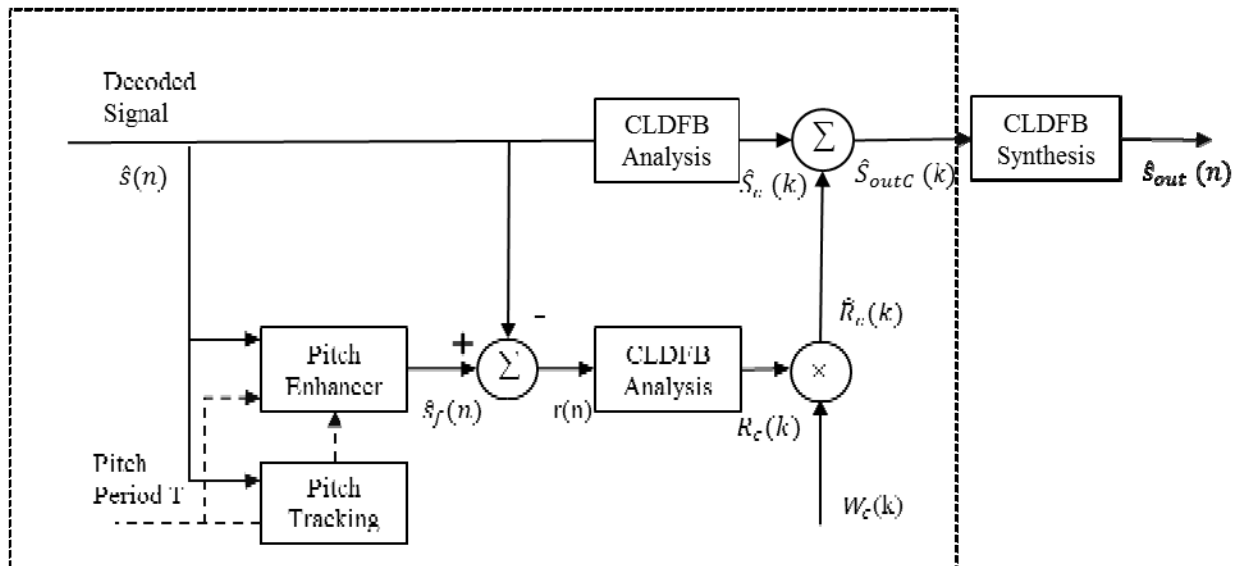 Decoded
Signal
CLDFB
Analysis
Σ
CLDFB
Synthesis
ŝ(n)
Ŝ_c (k)
Ŝ_outC (k)
ŝ_out (n)
R̂_c(k)
-
+
Pitch
Enhancer
Σ
CLDFB
Analysis
×
ŝ_f(n)
r(n)
R_c(k)
Pitch
Period T
Pitch
Tracking
W_c(k)